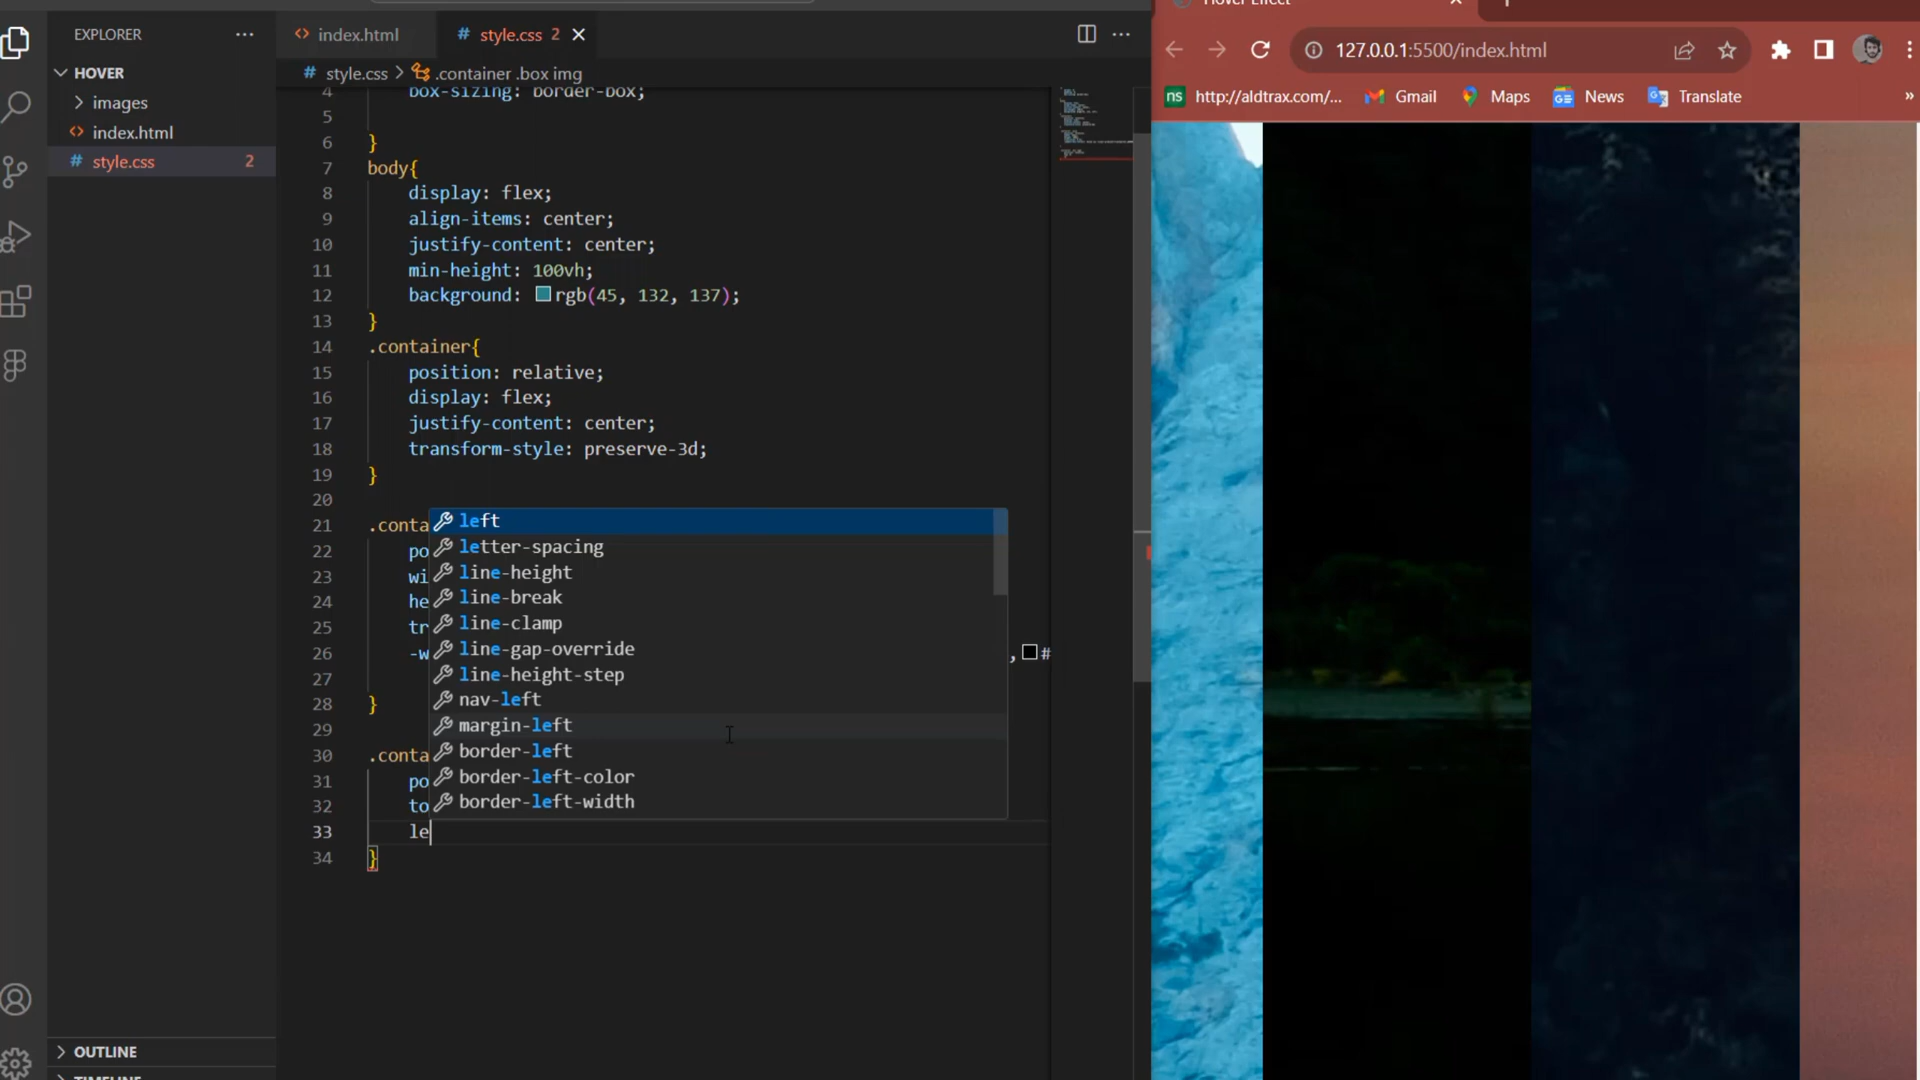 EXPLORER
HOVER
images
index.html
style.css 2
OUTLINE
index.html
style.css 2
style.css > .container .box img
4 box-sizing: border-box;
5
6 }
7 body{
8 display: flex;
9 align-items: center;
10 justify-content: center;
11 min-height: 100vh;
12 background: rgb(45, 132, 137);
13 }
14 .container{
15 position: relative;
16 display: flex;
17 justify-content: center;
18 transform-style: preserve-3d;
19 }
20
21 .conta
22 po
23 wi
24 he
25 tr
26 -w ,#
27
28 }
29
30 .conta
31 po
32 to
33 le
34 }
left
letter-spacing
line-height
line-break
line-clamp
line-gap-override
line-height-step
nav-left
margin-left
border-left
border-left-color
border-left-width
127.0.0.1:5500/index.html
ns http://aldtrax.com/...
Gmail
Maps
News
Translate
»